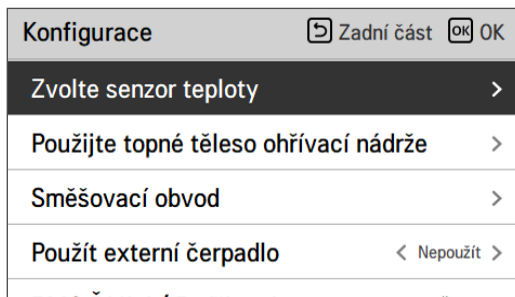 Konfigurace Zadní část OK OK
Zvolte senzor teploty
Použijte topné těleso ohřívací nádrže
Směšovací obvod
Použít externí čerpadlo < Nepoužít >